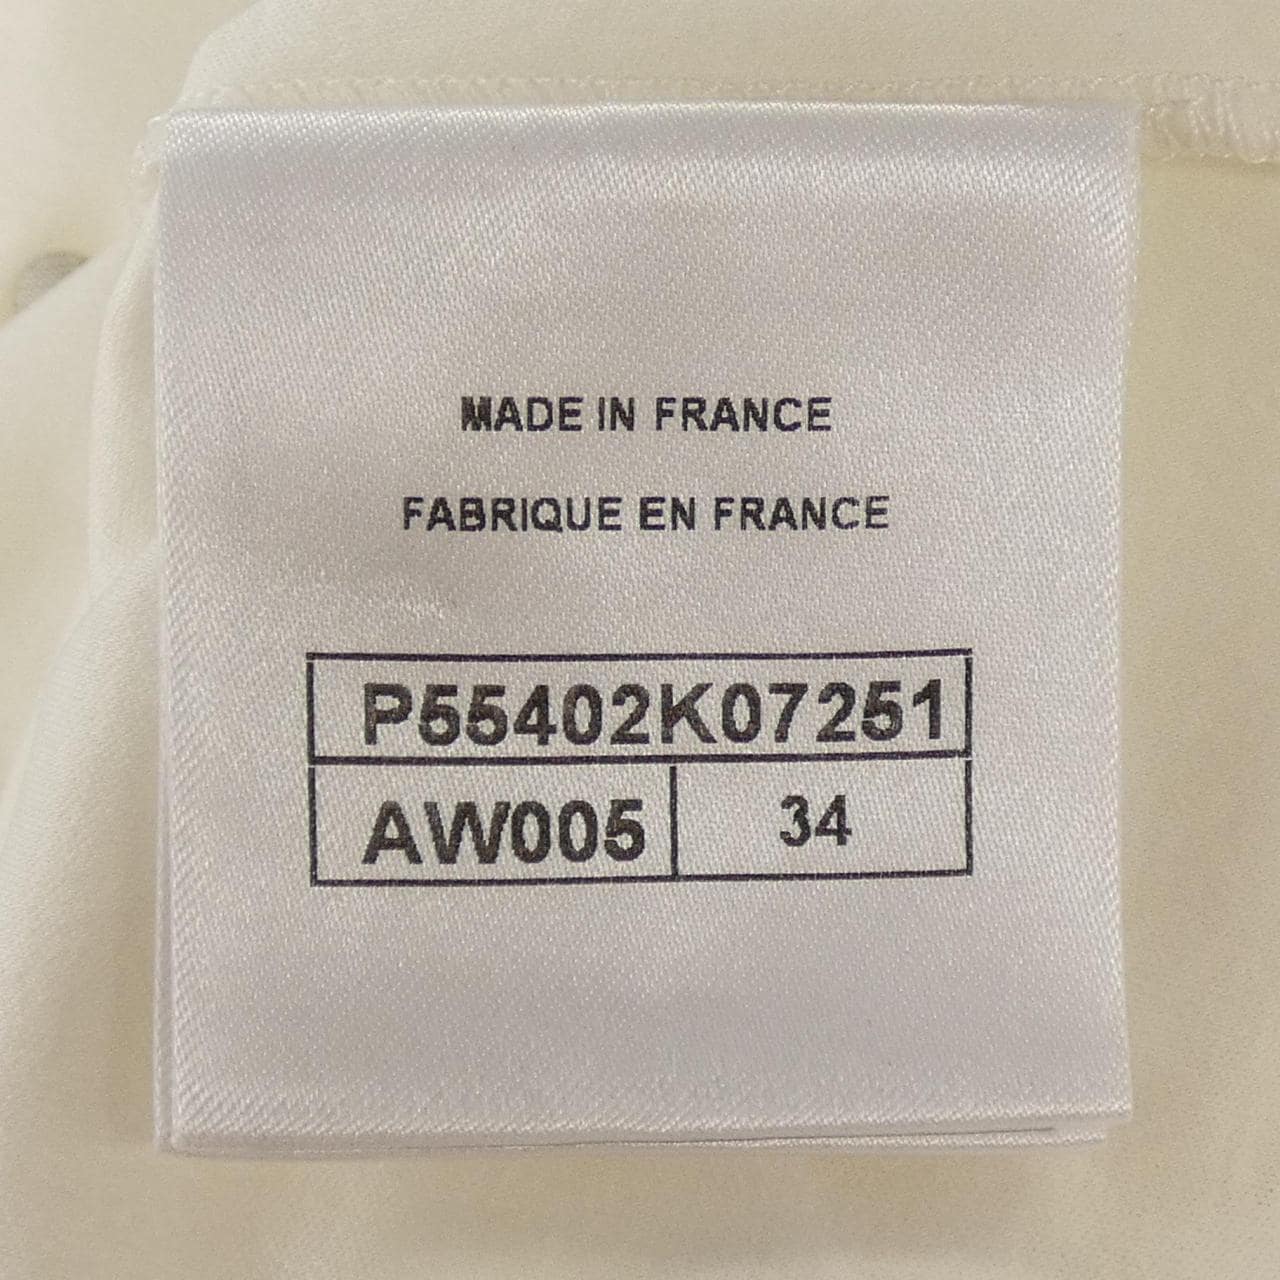 MADE IN FRANCE
FABRIQUE EN FRANCE
P55402K07251
AW005 34